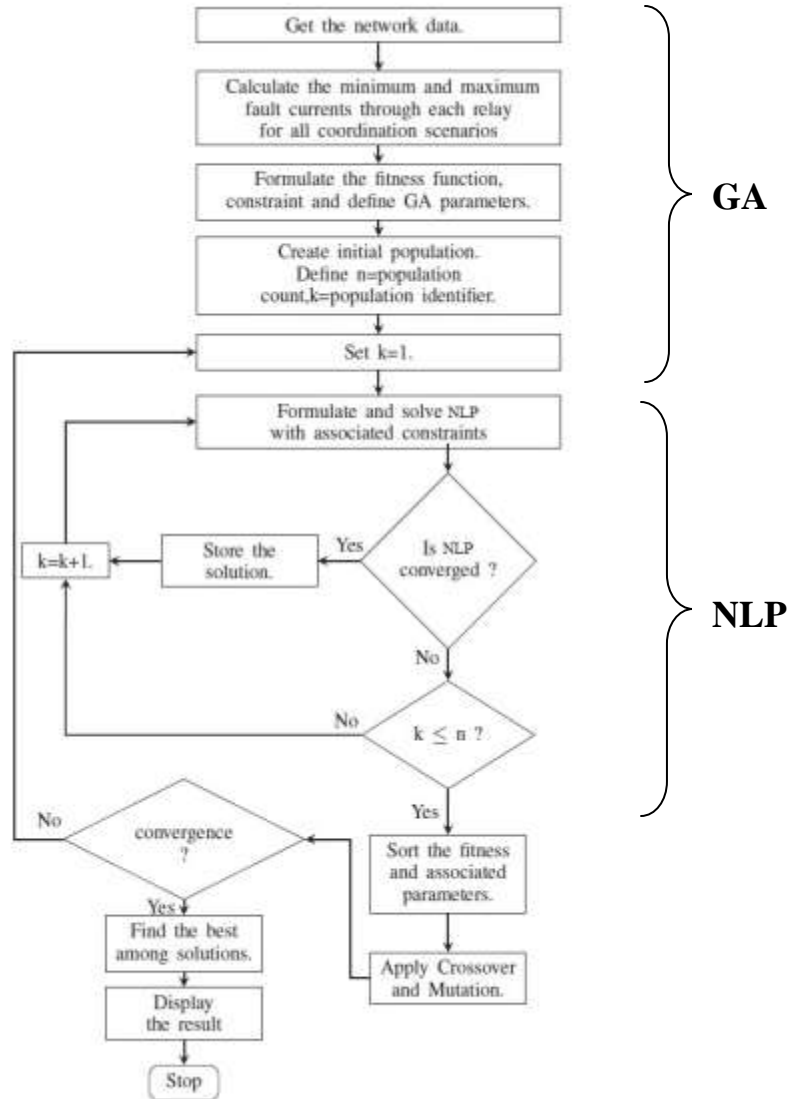 Get the network data.
Calculate the minimum and maximum
fault currents through each relay
for all coordination scenarios
Formulate the fitness function,
constraint and define GA parameters.
GA
Create initial population.
Define n=population
count,k=population identifier.
Set k=1.
Formulate and solve NLP
with associated constraints
Is NLP
converged ?
Yes
Store the
solution.
k=k+1.
NLP
No
k ≤ n ?
No
Yes
Sort the fitness
and associated
parameters.
Apply Crossover
and Mutation.
convergence
?
No
Yes
Find the best
among solutions.
Display
the result
Stop